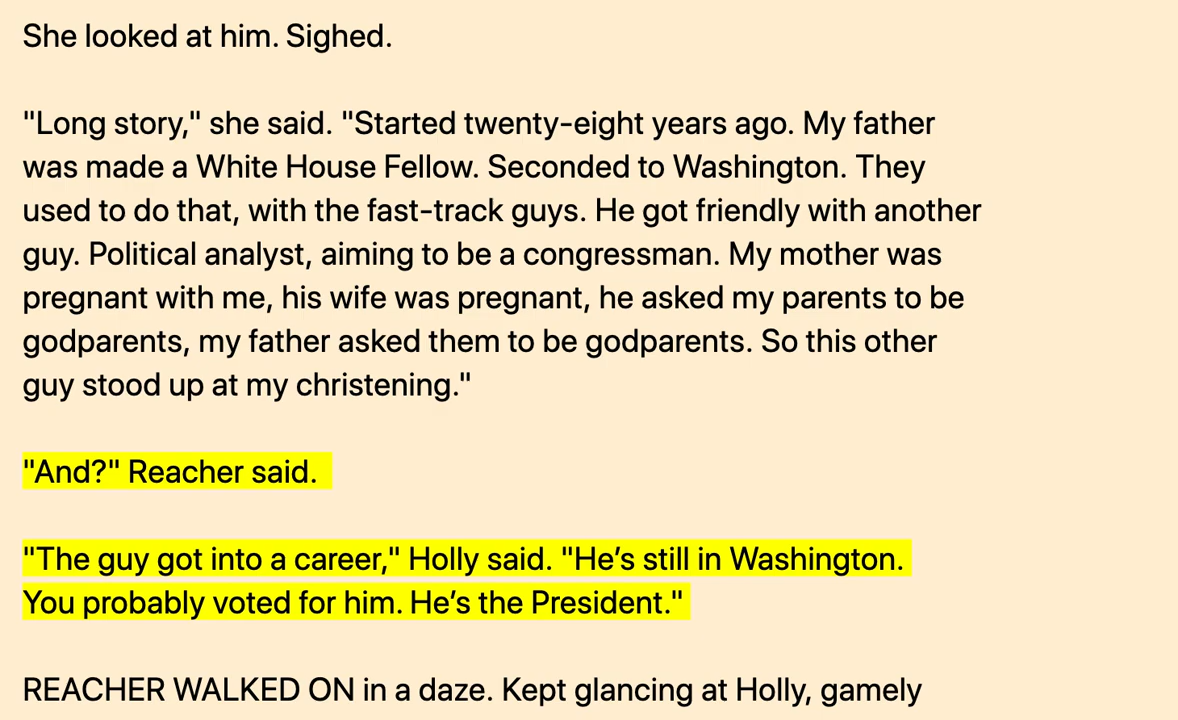 She looked at him. Sighed.
"Long story," she said. "Started twenty-eight years ago. My father
was made a White House Fellow. Seconded to Washington. They
used to do that, with the fast-track guys. He got friendly with another
guy. Political analyst, aiming to be a congressman. My mother was
pregnant with me, his wife was pregnant, he asked my parents to be
godparents, my father asked them to be godparents. So this other
guy stood up at my christening."
"And?" Reacher said.
"The guy got into a career," Holly said. "He’s still in Washington.
You probably voted for him. He’s the President."
REACHER WALKED ON in a daze. Kept glancing at Holly, gamely